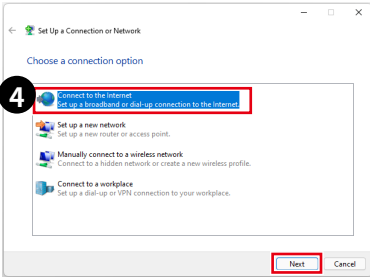 Set Up a Connection or Network
Choose a connection option
4
Connect to the Internet
Set up a broadband or dial-up connection to the Internet.
Set up a new network
Set up a new router or access point.
Manually connect to a wireless network
Connect to a hidden network or create a new wireless profile.
Connect to a workplace
Set up a dial-up or VPN connection to your workplace.
Next Cancel